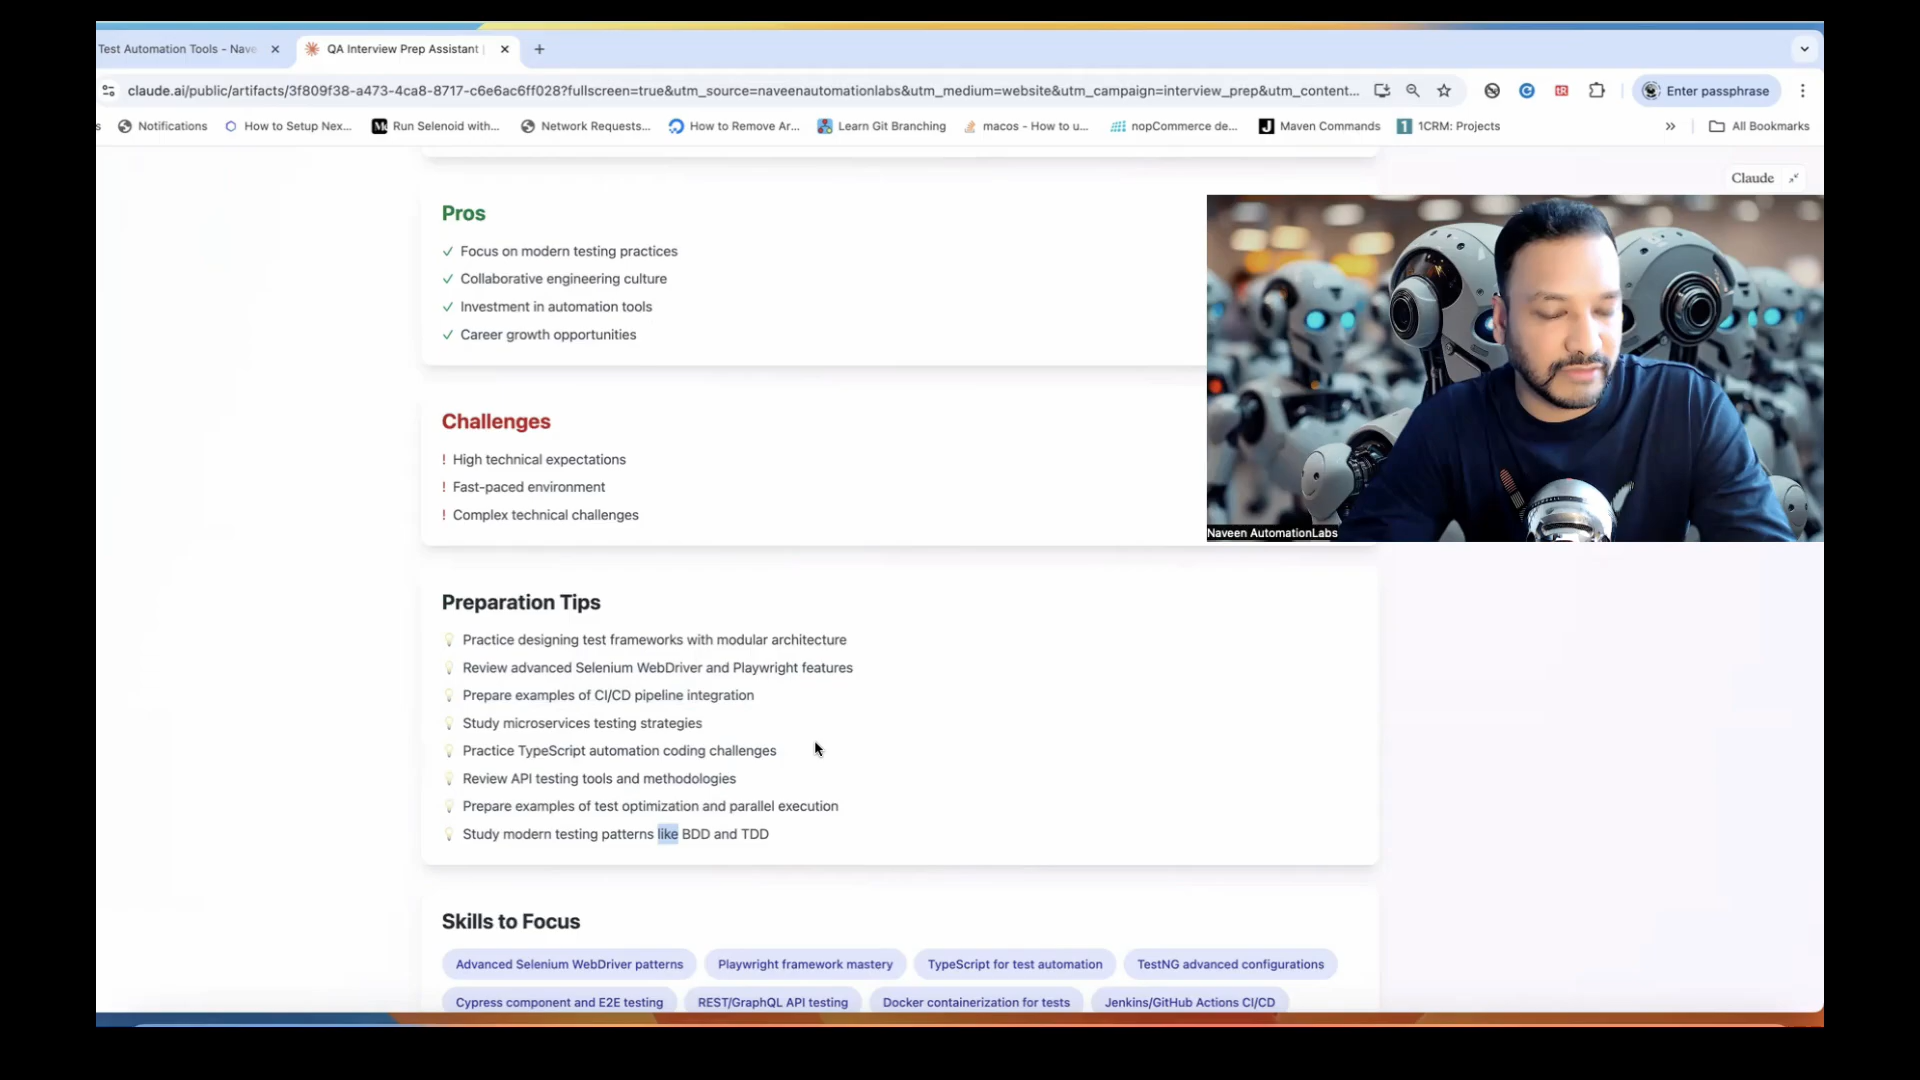 Test Automation Tools - Nave
QA Interview Prep Assistant |
claude.ai/public/artifacts/3f809f38-a473-4ca8-8717-c6e6ac6ff028?fullscreen=true&utm_source=naveenautomationlabs&utm_medium=website&utm_campaign=interview_prep&utm_content...
Enter passphrase
s
Notifications
How to Setup Nex...
Run Selenoid with...
Network Requests...
How to Remove Ar...
Learn Git Branching
macos - How to u...
nopCommerce de...
Maven Commands
1CRM: Projects
All Bookmarks
Claude
Pros
Focus on modern testing practices
Collaborative engineering culture
Investment in automation tools
Career growth opportunities
Challenges
! High technical expectations
! Fast-paced environment
! Complex technical challenges
Naveen AutomationLabs
Preparation Tips
Practice designing test frameworks with modular architecture
Review advanced Selenium WebDriver and Playwright features
Prepare examples of CI/CD pipeline integration
Study microservices testing strategies
Practice TypeScript automation coding challenges
Review API testing tools and methodologies
Prepare examples of test optimization and parallel execution
Study modern testing patterns like BDD and TDD
Skills to Focus
Advanced Selenium WebDriver patterns
Playwright framework mastery
TypeScript for test automation
TestNG advanced configurations
Cypress component and E2E testing
REST/GraphQL API testing
Docker containerization for tests
Jenkins/GitHub Actions CI/CD